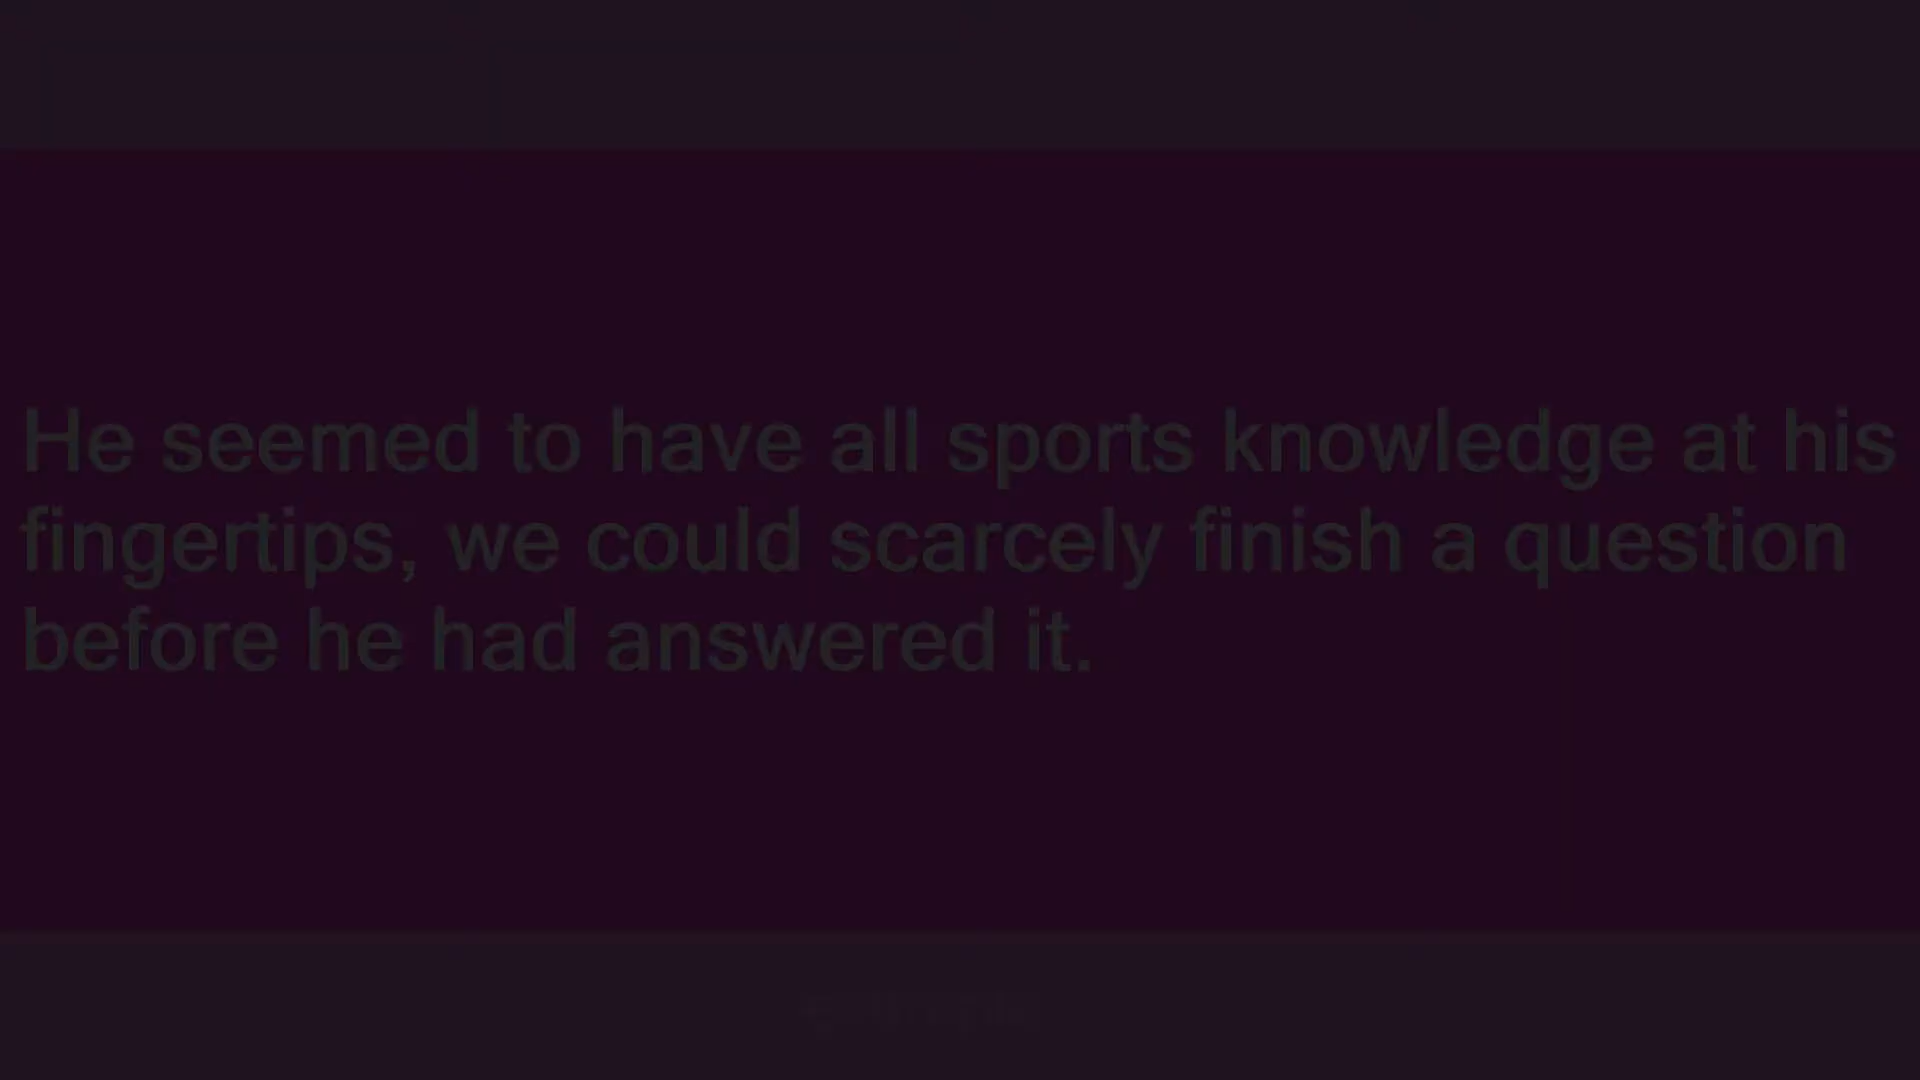 He seemed to have all sports knowledge at his
fingertips, we could scarcely finish a question
before he had answered it.